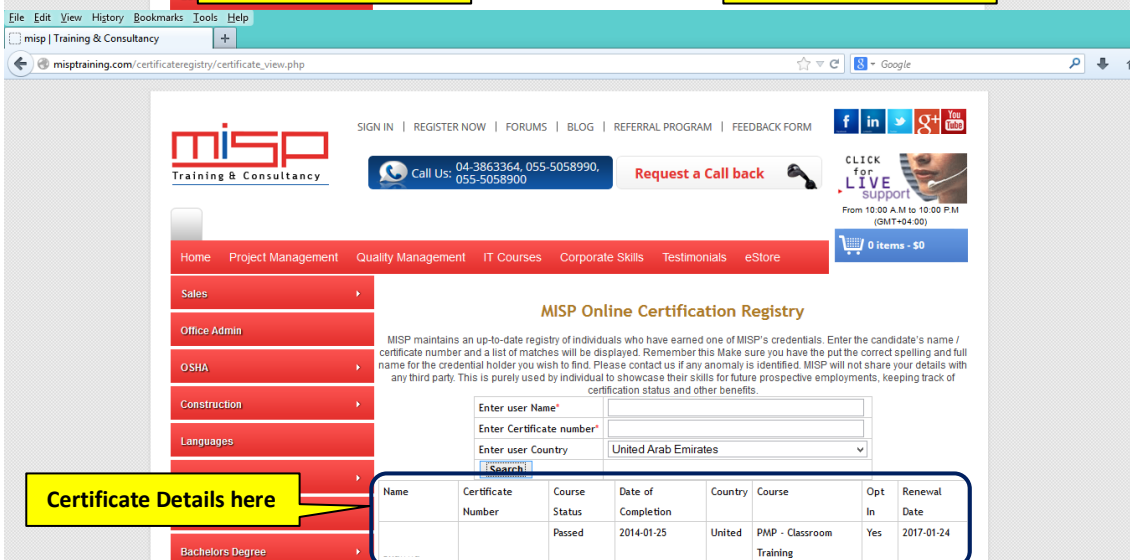 File Edit View History Bookmarks Tools Help
misp | Training & Consultancy +
misptraining.com/certificateregistry/certificate_view.php
8 Google
misp
Training & Consultancy
SIGN IN | REGISTER NOW | FORUMS | BLOG | REFERRAL PROGRAM | FEEDBACK FORM
f in g+ You Tube
Call Us: 04-3863364, 055-5058990,
055-5058900
Request a Call back
CLICK
for
LIVE
support
From 10:00 A.M to 10:00 P.M
(GMT+04:00)
0 items - $0
Home Project Management Quality Management IT Courses Corporate Skills Testimonials eStore
Sales
Office Admin
OSHA
Construction
Languages
Bachelors Degree
MISP Online Certification Registry
MISP maintains an up-to-date registry of individuals who have earned one of MISP's credentials. Enter the candidate's name /
certificate number and a list of matches will be displayed. Remember this Make sure you have the put the correct spelling and full
name for the credential holder you wish to find. Please contact us if any anomaly is identified. MISP will not share your details with
any third party. This is purely used by individual to showcase their skills for future prospective employments, keeping track of
certification status and other benefits.
Enter user Name*
Enter Certificate number*
Enter user Country United Arab Emirates
Search
Certificate Details here
Name Certificate Course Date of Country Course Opt Renewal
Number Status Completion In Date
Passed 2014-01-25 United PMP - Classroom Yes 2017-01-24
Training